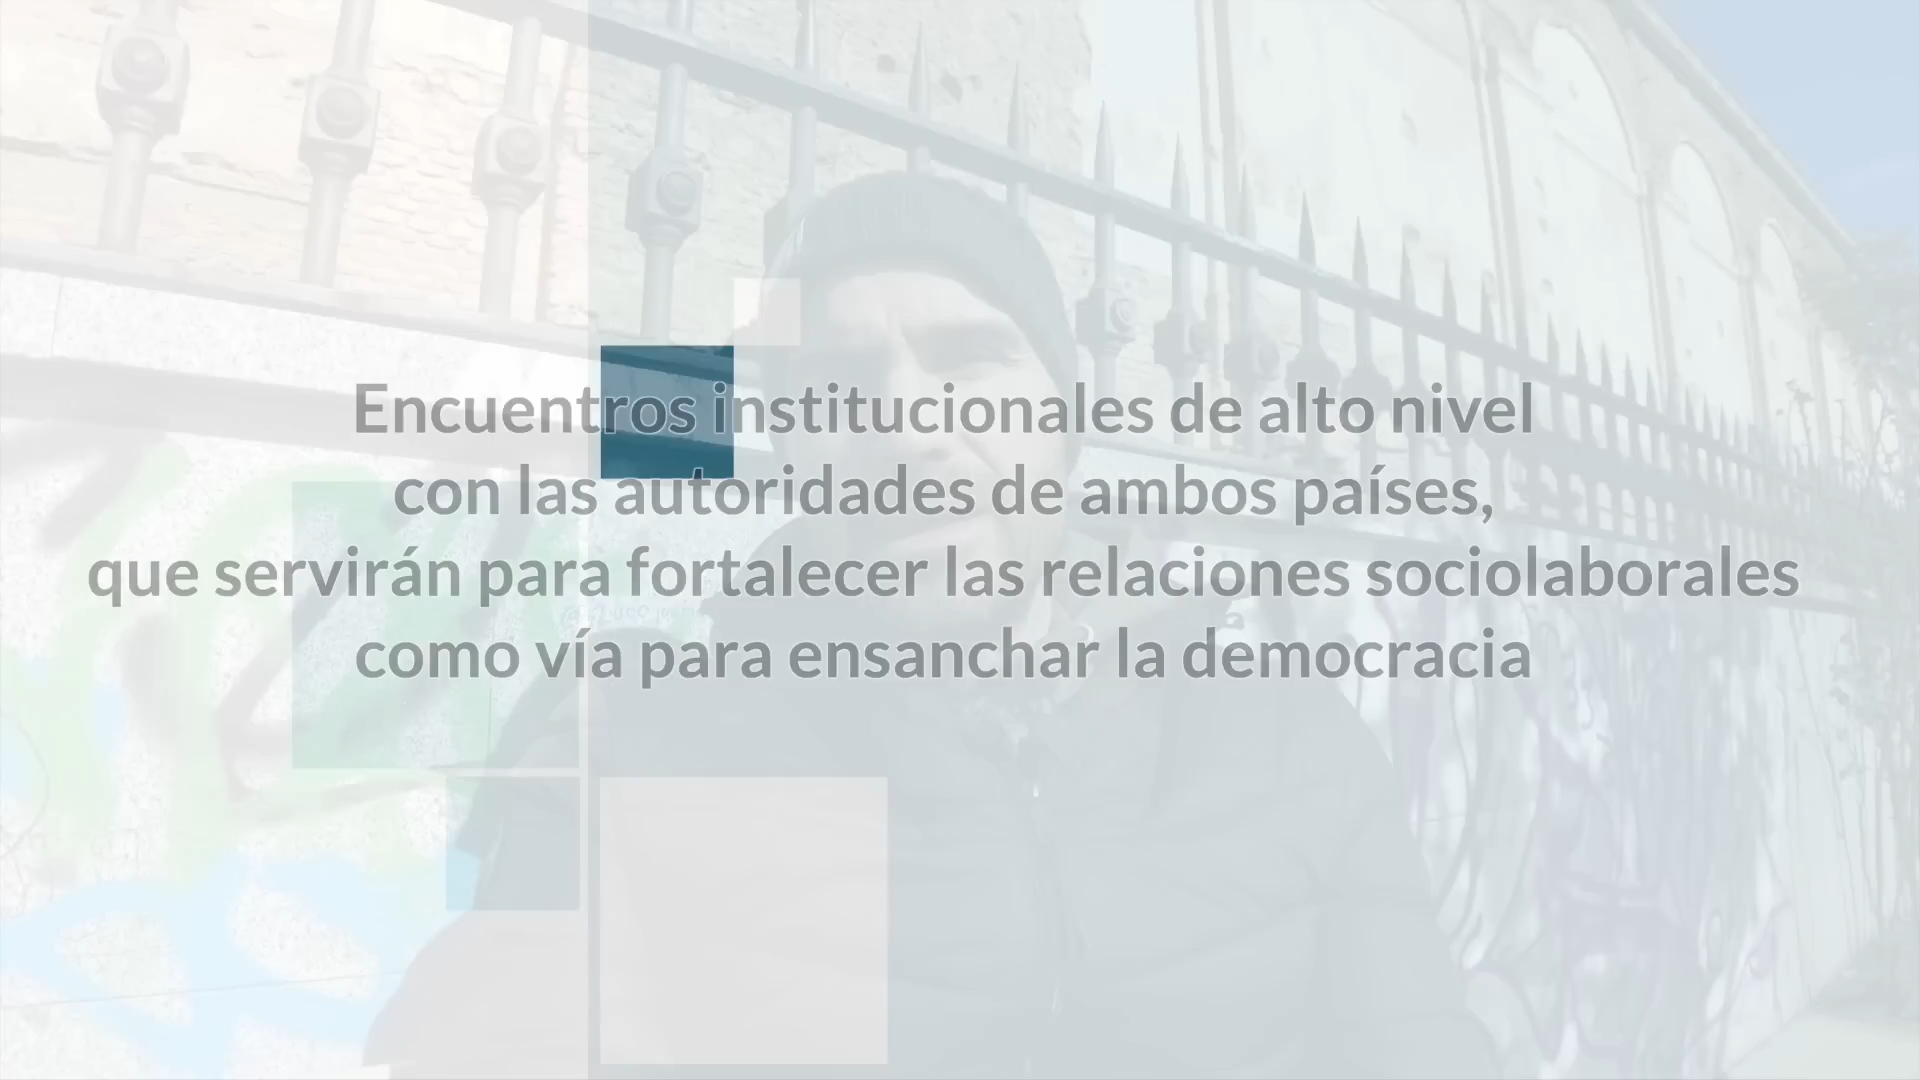 Encuentros institucionales de alto nivel
con las autoridades de ambos países,
que servirán para fortalecer las relaciones sociolaborales
como vía para ensanchar la democracia